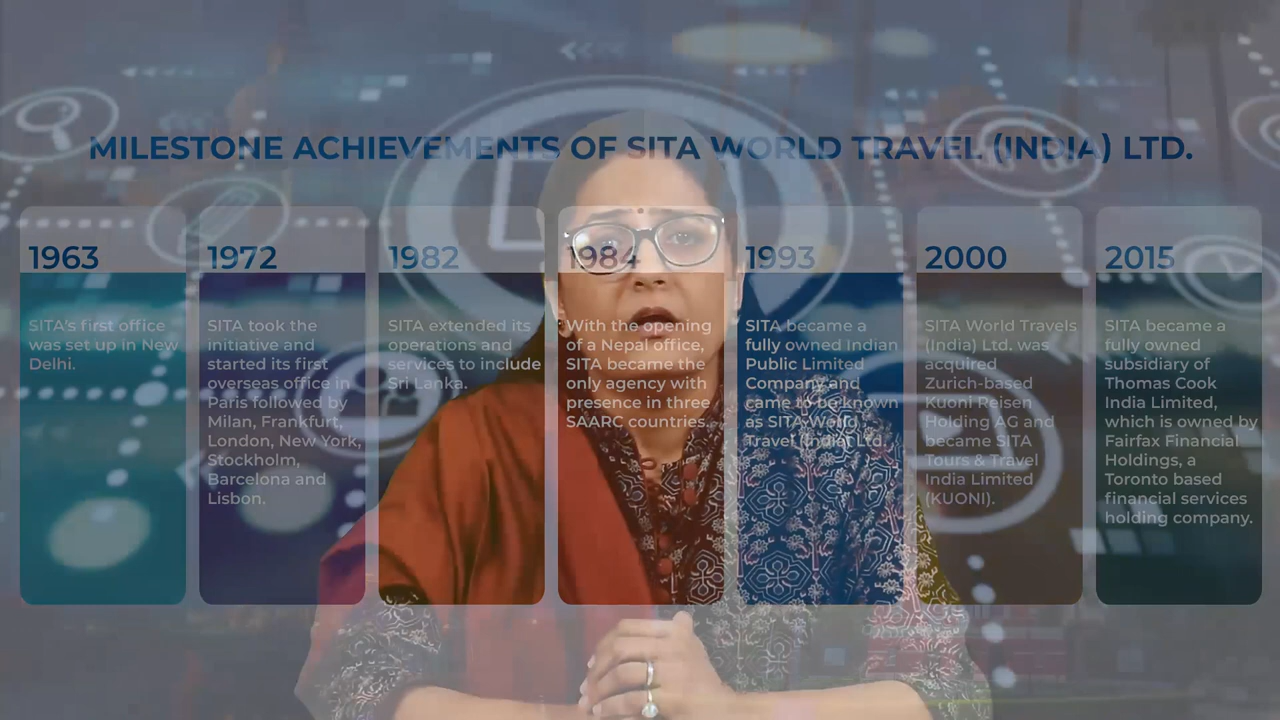 MILESTONE ACHIEVEMENTS OF SITA WORLD TRAVEL (INDIA) LTD.
1963
SITA's first office
was set up in New
Delhi.
1972
SITA took the
initiative and
started its first
overseas office in
Paris followed by
Milan, Frankfurt,
London, New York,
Stockholm,
Barcelona and
Lisbon.
1982
SITA extended its
operations and
services to include
Sri Lanka.
1984
With the opening
of a Nepal office,
SITA became the
only agency with
presence in three
SAARC countries.
1993
SITA became a
fully owned Indian
Public Limited
Company and
came to be known
as SITA World
Travel (India) Ltd.
2000
SITA World Travels
(India) Ltd. was
acquired
Zurich-based
Kuoni Reisen
Holding AG and
became SITA
Tours & Travel
India Limited
(KUONI).
2015
SITA became a
fully owned
subsidiary of
Thomas Cook
India Limited,
which is owned by
Fairfax Financial
Holdings, a
Toronto based
financial services
holding company.